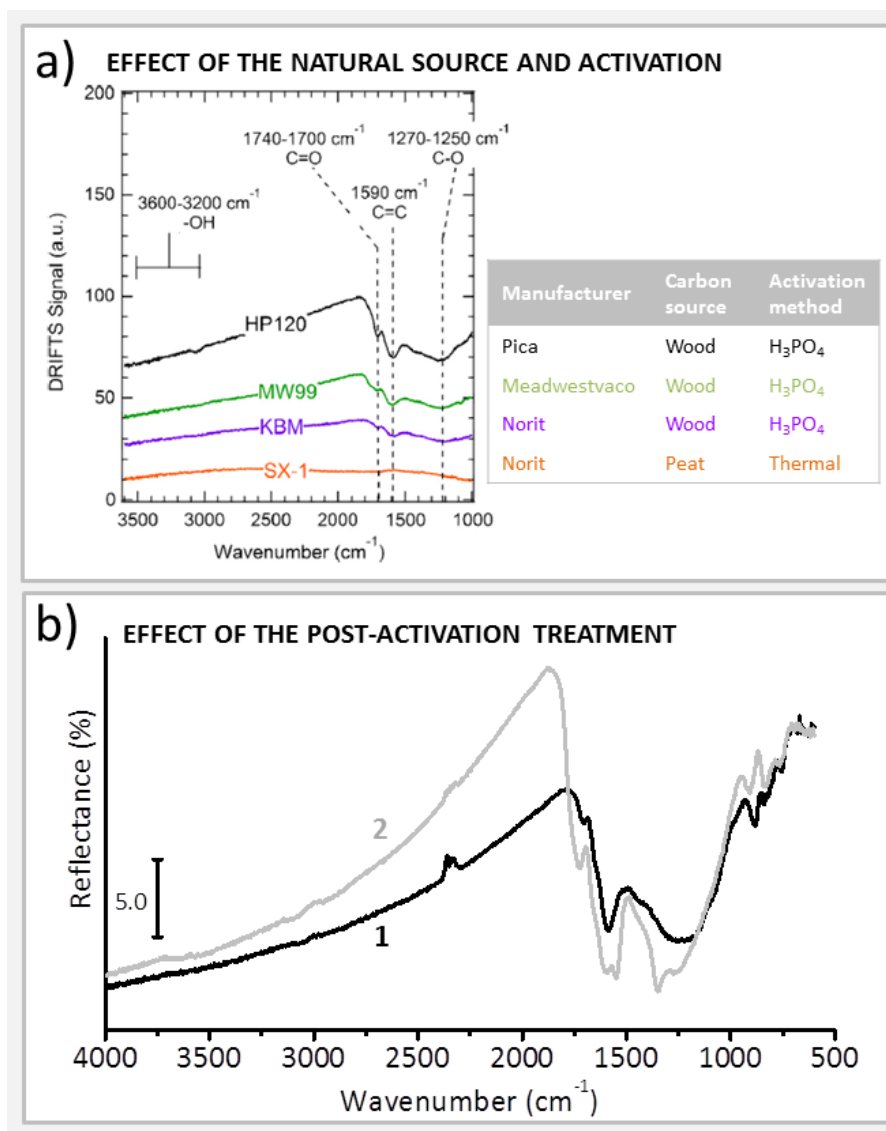 a) EFFECT OF THE NATURAL SOURCE AND ACTIVATION
200
1740-1700 cm⁻¹
C=O
1270-1250 cm⁻¹
C-O
150
3600-3200 cm⁻¹
-OH
1590 cm⁻¹
C=C
DRIFTS Signal (a.u.)
100
HP120
MW99
50
KBM
SX-1
0
3500 3000 2500 2000 1500 1000
Wavenumber (cm⁻¹)
Manufacturer Carbon source Activation method
Pica Wood H₃PO₄
Meadwestvaco Wood H₃PO₄
Norit Wood H₃PO₄
Norit Peat Thermal
b) EFFECT OF THE POST-ACTIVATION TREATMENT
Reflectance (%)
2
5.0
1
4000 3500 3000 2500 2000 1500 1000 500
Wavenumber (cm⁻¹)